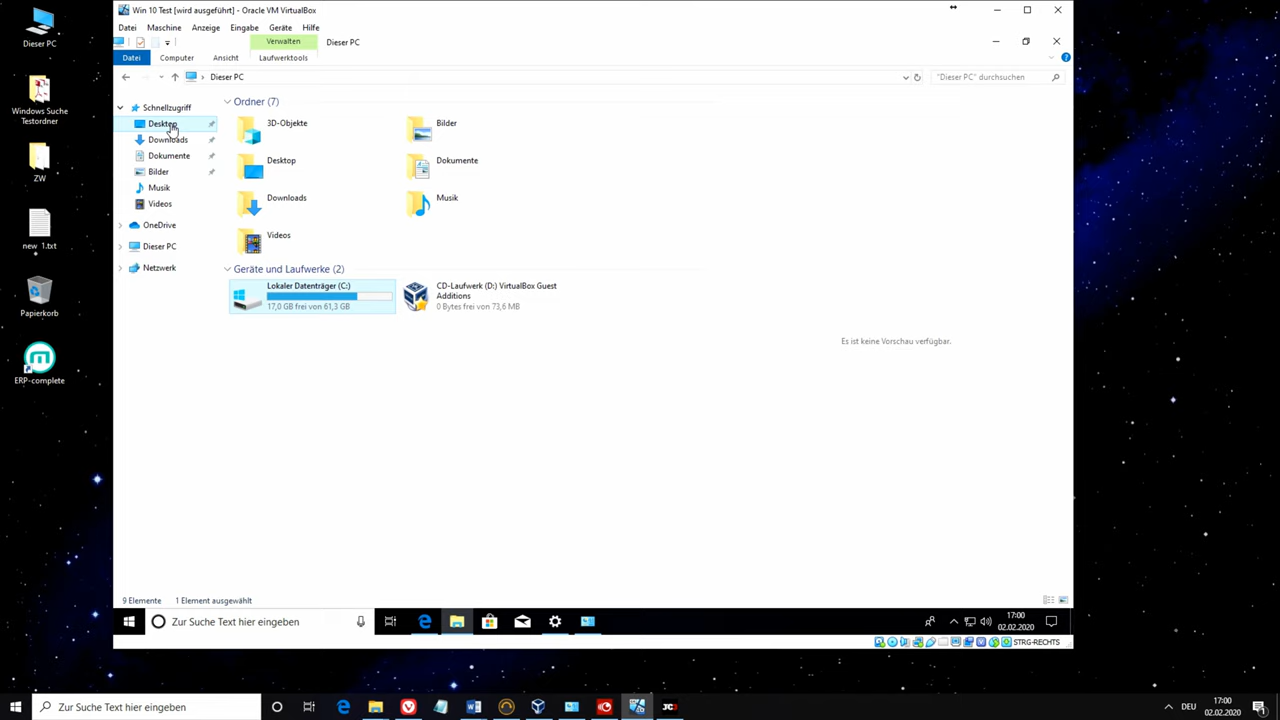 Dieser PC
Windows Suche
Testordner
ZW
new 1.txt
Papierkorb
ERP-complete
Win 10 Test [wird ausgeführt] - Oracle VM VirtualBox
Datei Maschine Anzeige Eingabe Geräte Hilfe
Verwalten Dieser PC
Datei Computer Ansicht Laufwerktools
Dieser PC
"Dieser PC" durchsuchen
Schnellzugriff
Desktop
Downloads
Dokumente
Bilder
Musik
Videos
OneDrive
Dieser PC
Netzwerk
Ordner (7)
3D-Objekte
Bilder
Desktop
Dokumente
Downloads
Musik
Videos
Geräte und Laufwerke (2)
Lokaler Datenträger (C:)
17,0 GB frei von 61,3 GB
CD-Laufwerk (D:) VirtualBox Guest
Additions
0 Bytes frei von 73,6 MB
Es ist keine Vorschau verfügbar.
9 Elemente 1 Element ausgewählt
Zur Suche Text hier eingeben
17:00
02.02.2020
STRG-RECHTS
Zur Suche Text hier eingeben
JC3
DEU
17:00
02.02.2020